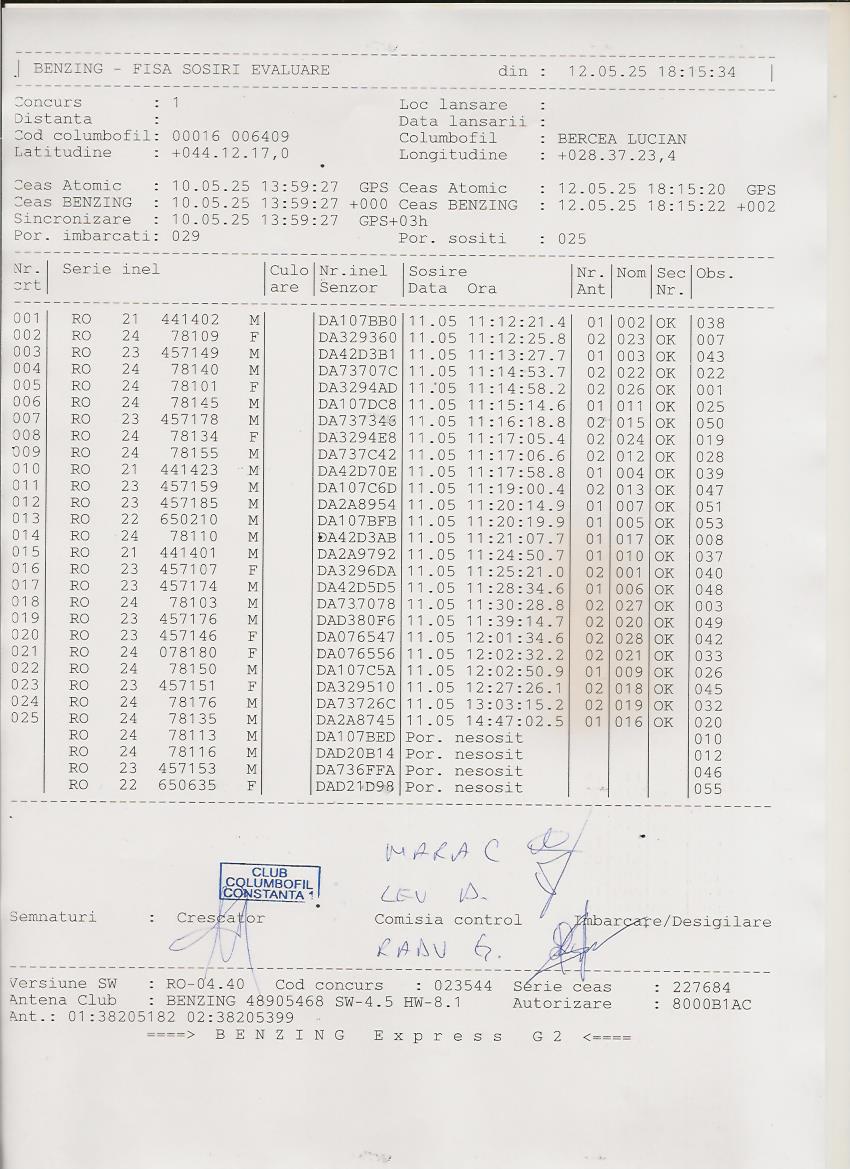 | BENZING - FISA SOSIRI EVALUARE din : 12.05.25 18:15:34 |
Concurs : 1 Loc lansare :
Distanta : Data lansarii :
Cod columbofil: 00016 006409 Columbofil : BERCEA LUCIAN
Latitudine : +044.12.17,0 Longitudine : +028.37.23,4
Ceas Atomic : 10.05.25 13:59:27 GPS Ceas Atomic : 12.05.25 18:15:20 GPS
Ceas BENZING : 10.05.25 13:59:27 +000 Ceas BENZING : 12.05.25 18:15:22 +002
Sincronizare : 10.05.25 13:59:27 GPS+03h
Por. imbarcati: 029 Por. sositi : 025
Nr. | Serie inel |Culo|Nr.inel |Sosire |Nr.|Nom|Sec|Obs.
crt| |are |Senzor |Data Ora |Ant| |Nr.|
001 | RO 21 441402 M| |DA107BB0|11.05 11:12:21.4| 01|002|OK |038
002 | RO 24 78109 F| |DA329360|11.05 11:12:25.8| 02|023|OK |007
003 | RO 23 457149 M| |DA42D3B1|11.05 11:13:27.7| 01|003|OK |043
004 | RO 24 78140 M| |DA73707C|11.05 11:14:53.7| 02|022|OK |022
005 | RO 24 78101 F| |DA3294AD|11.05 11:14:58.2| 02|026|OK |001
006 | RO 24 78145 M| |DA107DC8|11.05 11:15:14.6| 01|011|OK |025
007 | RO 23 457178 M| |DA737346|11.05 11:16:18.8| 02|015|OK |050
008 | RO 24 78134 F| |DA3294E8|11.05 11:17:05.4| 02|024|OK |019
009 | RO 24 78155 M| |DA737C42|11.05 11:17:06.6| 02|012|OK |028
010 | RO 21 441423 M| |DA42D70E|11.05 11:17:58.8| 01|004|OK |039
011 | RO 23 457159 M| |DA107C6D|11.05 11:19:00.4| 02|013|OK |047
012 | RO 23 457185 M| |DA2A8954|11.05 11:20:14.9| 01|007|OK |051
013 | RO 22 650210 M| |DA107BFB|11.05 11:20:19.9| 01|005|OK |053
014 | RO 24 78110 M| |DA42D3AB|11.05 11:21:07.7| 01|017|OK |008
015 | RO 21 441401 M| |DA2A9792|11.05 11:24:50.7| 01|010|OK |037
016 | RO 23 457107 F| |DA3296DA|11.05 11:25:21.0| 02|001|OK |040
017 | RO 23 457174 M| |DA42D5D5|11.05 11:28:34.6| 01|006|OK |048
018 | RO 24 78103 M| |DA737078|11.05 11:30:28.8| 02|027|OK |003
019 | RO 23 457176 M| |DAD380F6|11.05 11:39:14.7| 02|020|OK |049
020 | RO 23 457146 F| |DA076547|11.05 12:01:34.6| 02|028|OK |042
021 | RO 24 078180 F| |DA076556|11.05 12:02:32.2| 02|021|OK |033
022 | RO 24 78150 M| |DA107C5A|11.05 12:02:50.9| 01|009|OK |026
023 | RO 23 457151 F| |DA329510|11.05 12:27:26.1| 02|018|OK |045
024 | RO 24 78176 M| |DA73726C|11.05 13:03:15.2| 02|019|OK |032
025 | RO 24 78135 M| |DA2A8745|11.05 14:47:02.5| 01|016|OK |020
| RO 24 78113 M| |DA107BED|Por. nesosit | | | |010
| RO 24 78116 M| |DAD20B14|Por. nesosit | | | |012
| RO 23 457153 M| |DA736FFA|Por. nesosit | | | |046
| RO 22 650635 F| |DAD21D98|Por. nesosit | | | |055
MARA C
CLUB
COLUMBOFIL
CONSTANTA 1
LEU D.
Semnaturi : Crescator Comisia control Imbarcare/Desigilare
RADU G.
Versiune SW : RO-04.40 Cod concurs : 023544 Serie ceas : 227684
Antena Club : BENZING 48905468 SW-4.5 HW-8.1 Autorizare : 8000B1AC
Ant.: 01:38205182 02:38205399
====> B E N Z I N G E x p r e s s G 2 <====